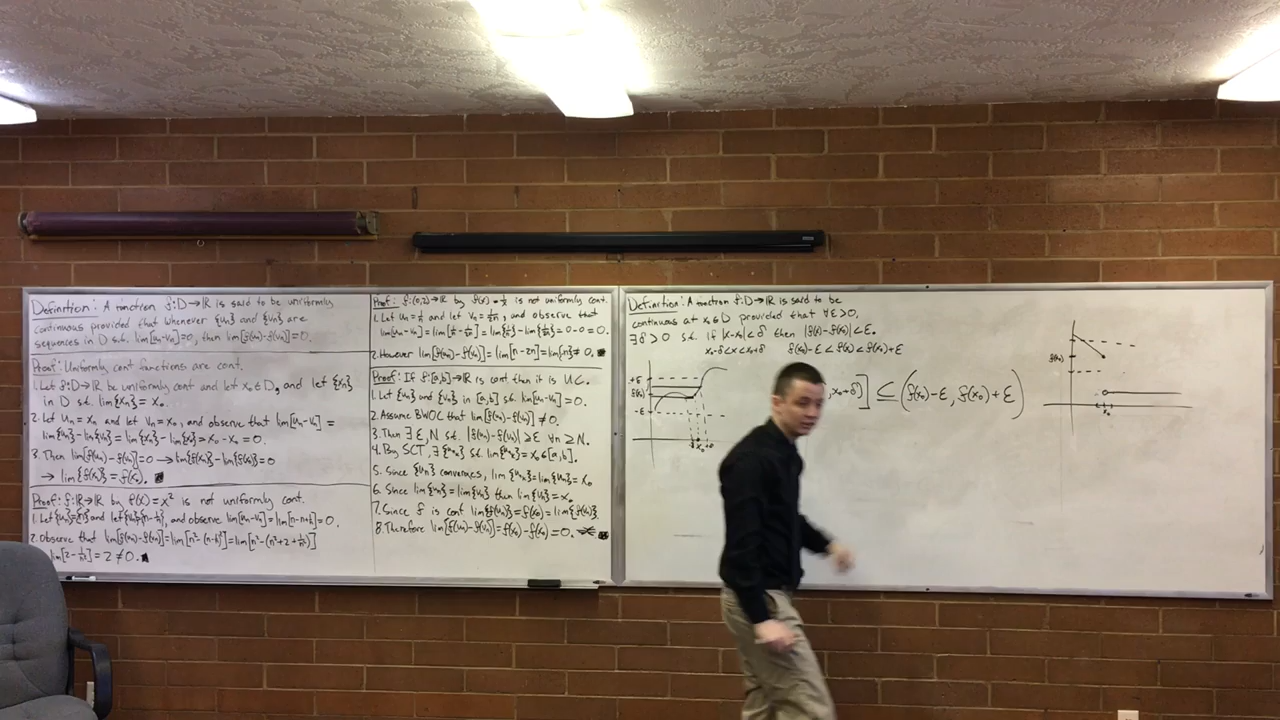 Definition: A function f:D→ℝ is said to be uniformly
continuous provided that whenever {uₙ} and {vₙ} are
sequences in D s.t. lim[uₙ-vₙ]=0, then lim[f(uₙ)-f(vₙ)]=0.
Proof: Uniformly cont functions are cont.
1. Let f:D→ℝ be uniformly cont and let x₀∈D, and let {xₙ}
in D s.t. lim{xₙ}=x₀.
2. Let uₙ=xₙ and let vₙ=x₀, and observe that lim[uₙ-vₙ]=
lim{uₙ}-lim{vₙ}=lim{xₙ}-lim{x₀}=x₀-x₀=0.
3. Then lim[f(uₙ)-f(vₙ)]=0→lim{f(xₙ)}-lim{f(x₀)}=0
→lim{f(xₙ)}=f(x₀).
Proof: f:ℝ→ℝ by f(x)=x² is not uniformly cont.
1. Let {uₙ}={n} and let {vₙ}={n-1/n}, and observe lim[uₙ-vₙ]=lim[n-n+1/n]=0.
2. Observe that lim[f(uₙ)-f(vₙ)]=lim[n²-(n-1/n)²]=lim[n²-(n²+2+1/n²)]
lim[2-1/n²]=2≠0.
Proof: f:(0,2)→ℝ by f(x)=1/x is not uniformly cont.
1. Let uₙ=1/n and let vₙ=1/2n, and observe that
lim[uₙ-vₙ]=lim[1/n-1/2n]=lim{1/n}-lim{1/2n}=0-0=0.
2. However lim[f(uₙ)-f(vₙ)]=lim[n-2n]=lim{n}≠0.
Proof: If f:[a,b]→ℝ is cont then it is U.C.
1. Let {uₙ} and {vₙ} in [a,b] s.t. lim[uₙ-vₙ]=0.
2. Assume BWOC that lim[f(uₙ)-f(vₙ)]≠0.
3. Then ∃ε,N s.t. |f(uₙ)-f(vₙ)|≥ε ∀n≥N.
4. By SCT, ∃{uₙₖ} s.t. lim{uₙₖ}=x₀∈[a,b].
5. Since {uₙ} converges, lim{uₙₖ}=lim{uₙ}=x₀
6. Since lim{uₙ}=lim{vₙ} then lim{vₙ}=x₀
7. Since f is cont lim{f(uₙ)}=f(x₀)=lim{f(vₙ)}
8. Therefore lim[f(uₙ)-f(vₙ)]=f(x₀)-f(x₀)=0.
Definition: A function f:D→ℝ is said to be
continuous at x₀∈D provided that ∀ε>0,
∃δ>0 s.t. if |x-x₀|<δ then |f(x)-f(x₀)|<ε.
x₀-δ<x<x₀+δ f(x₀)-ε<f(x)<f(x₀)+ε
,x₀+δ)] ⊆ (f(x₀)-ε, f(x₀)+ε)
+ε
f(x₀)
-ε
x₀
f(x₀)
x₀